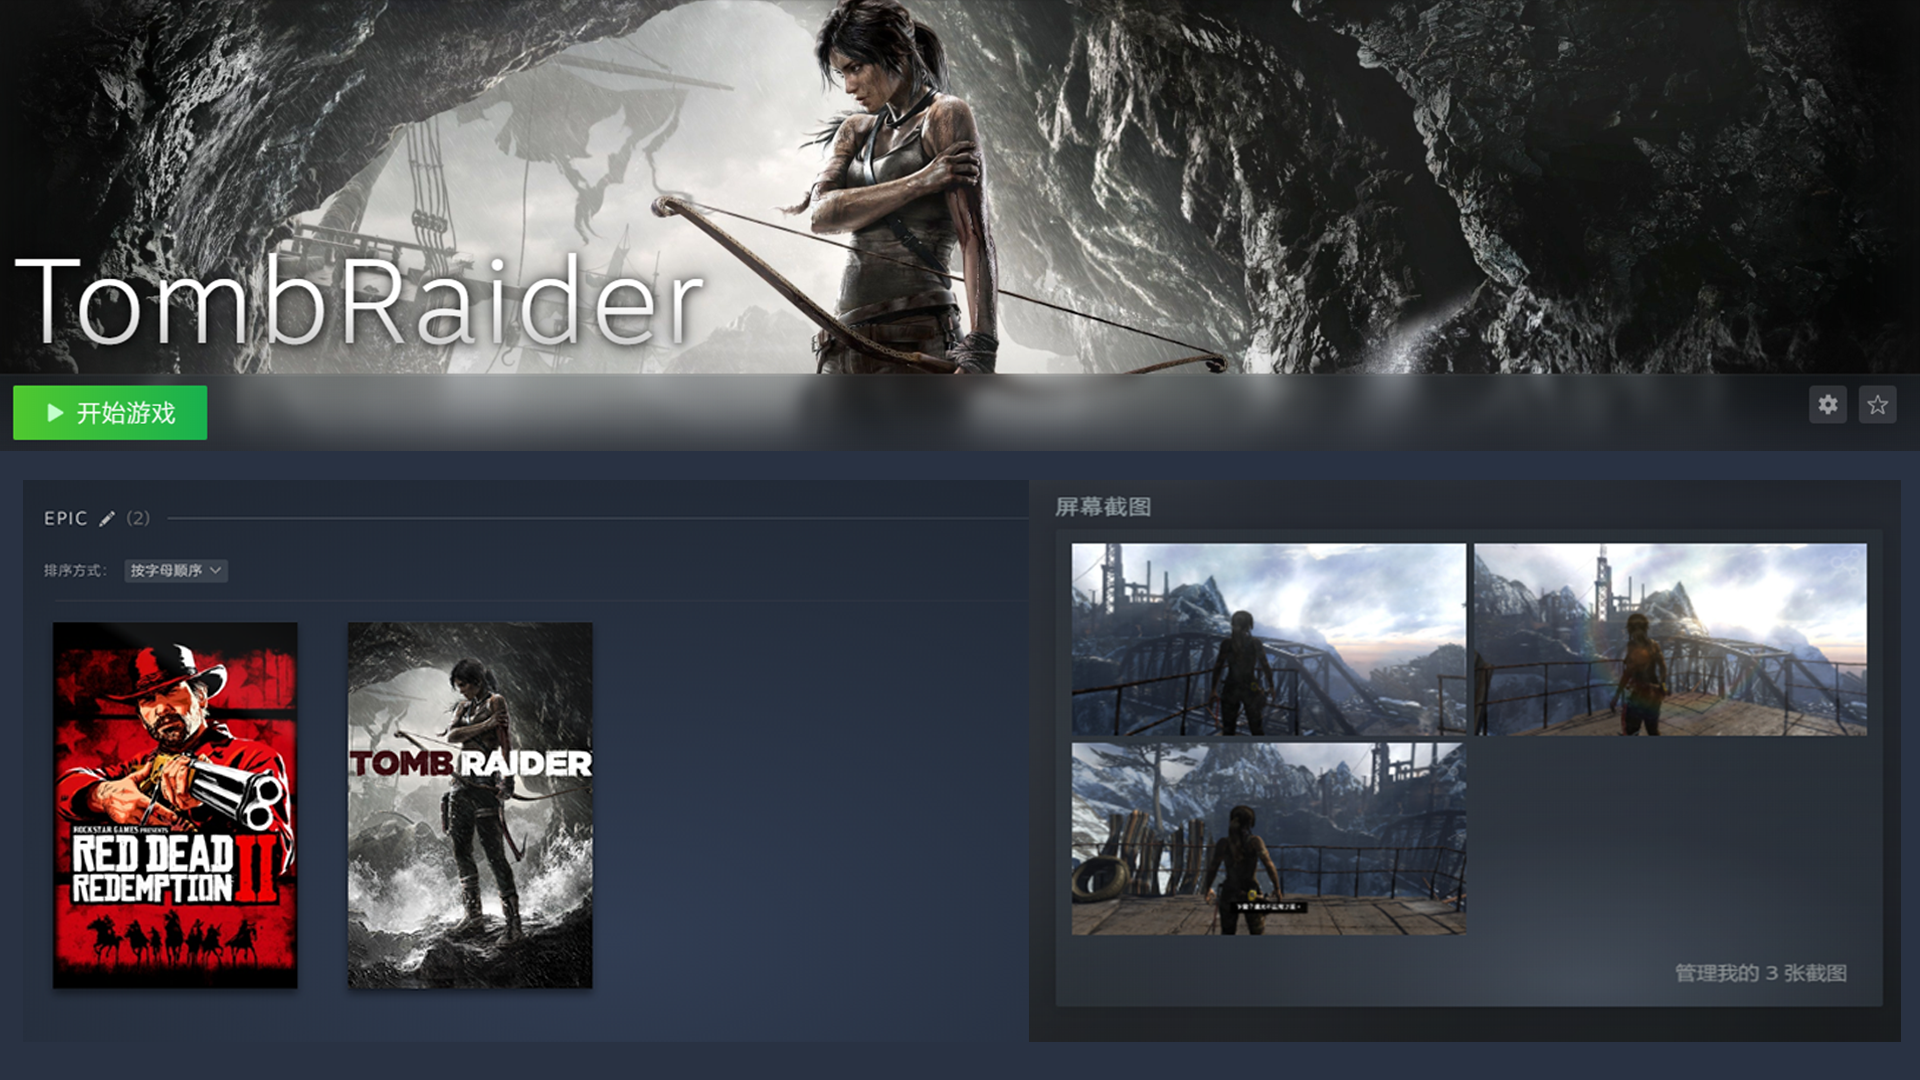 TombRaider
开始游戏
EPIC (2)
排序方式: 按字母顺序
ROCKSTAR GAMES PRESENTS
RED DEAD
REDEMPTION II
TOMB RAIDER
屏幕截图
管理我的 3 张截图